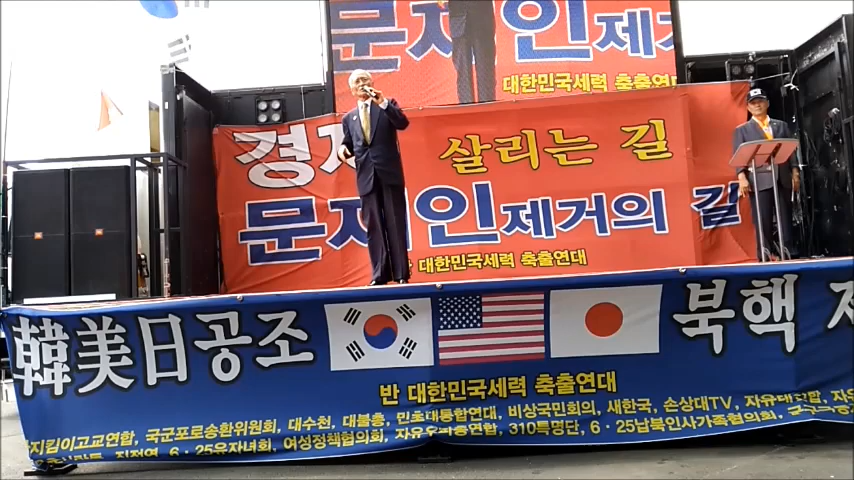 문재인제거
대한민국세력 축출연대
경제 살리는 길
문재인제거의 길
대한민국세력 축출연대
韓美日공조 북핵
반 대한민국세력 축출연대
국군포로송환위원회, 대수천, 대불총, 민초대통합연대, 비상국민회의, 새한국, 손상대TV,
6·25유자녀회, 여성정책협의회, 310특명단, 6·25납북인사가족협의회,
JBL
JBL